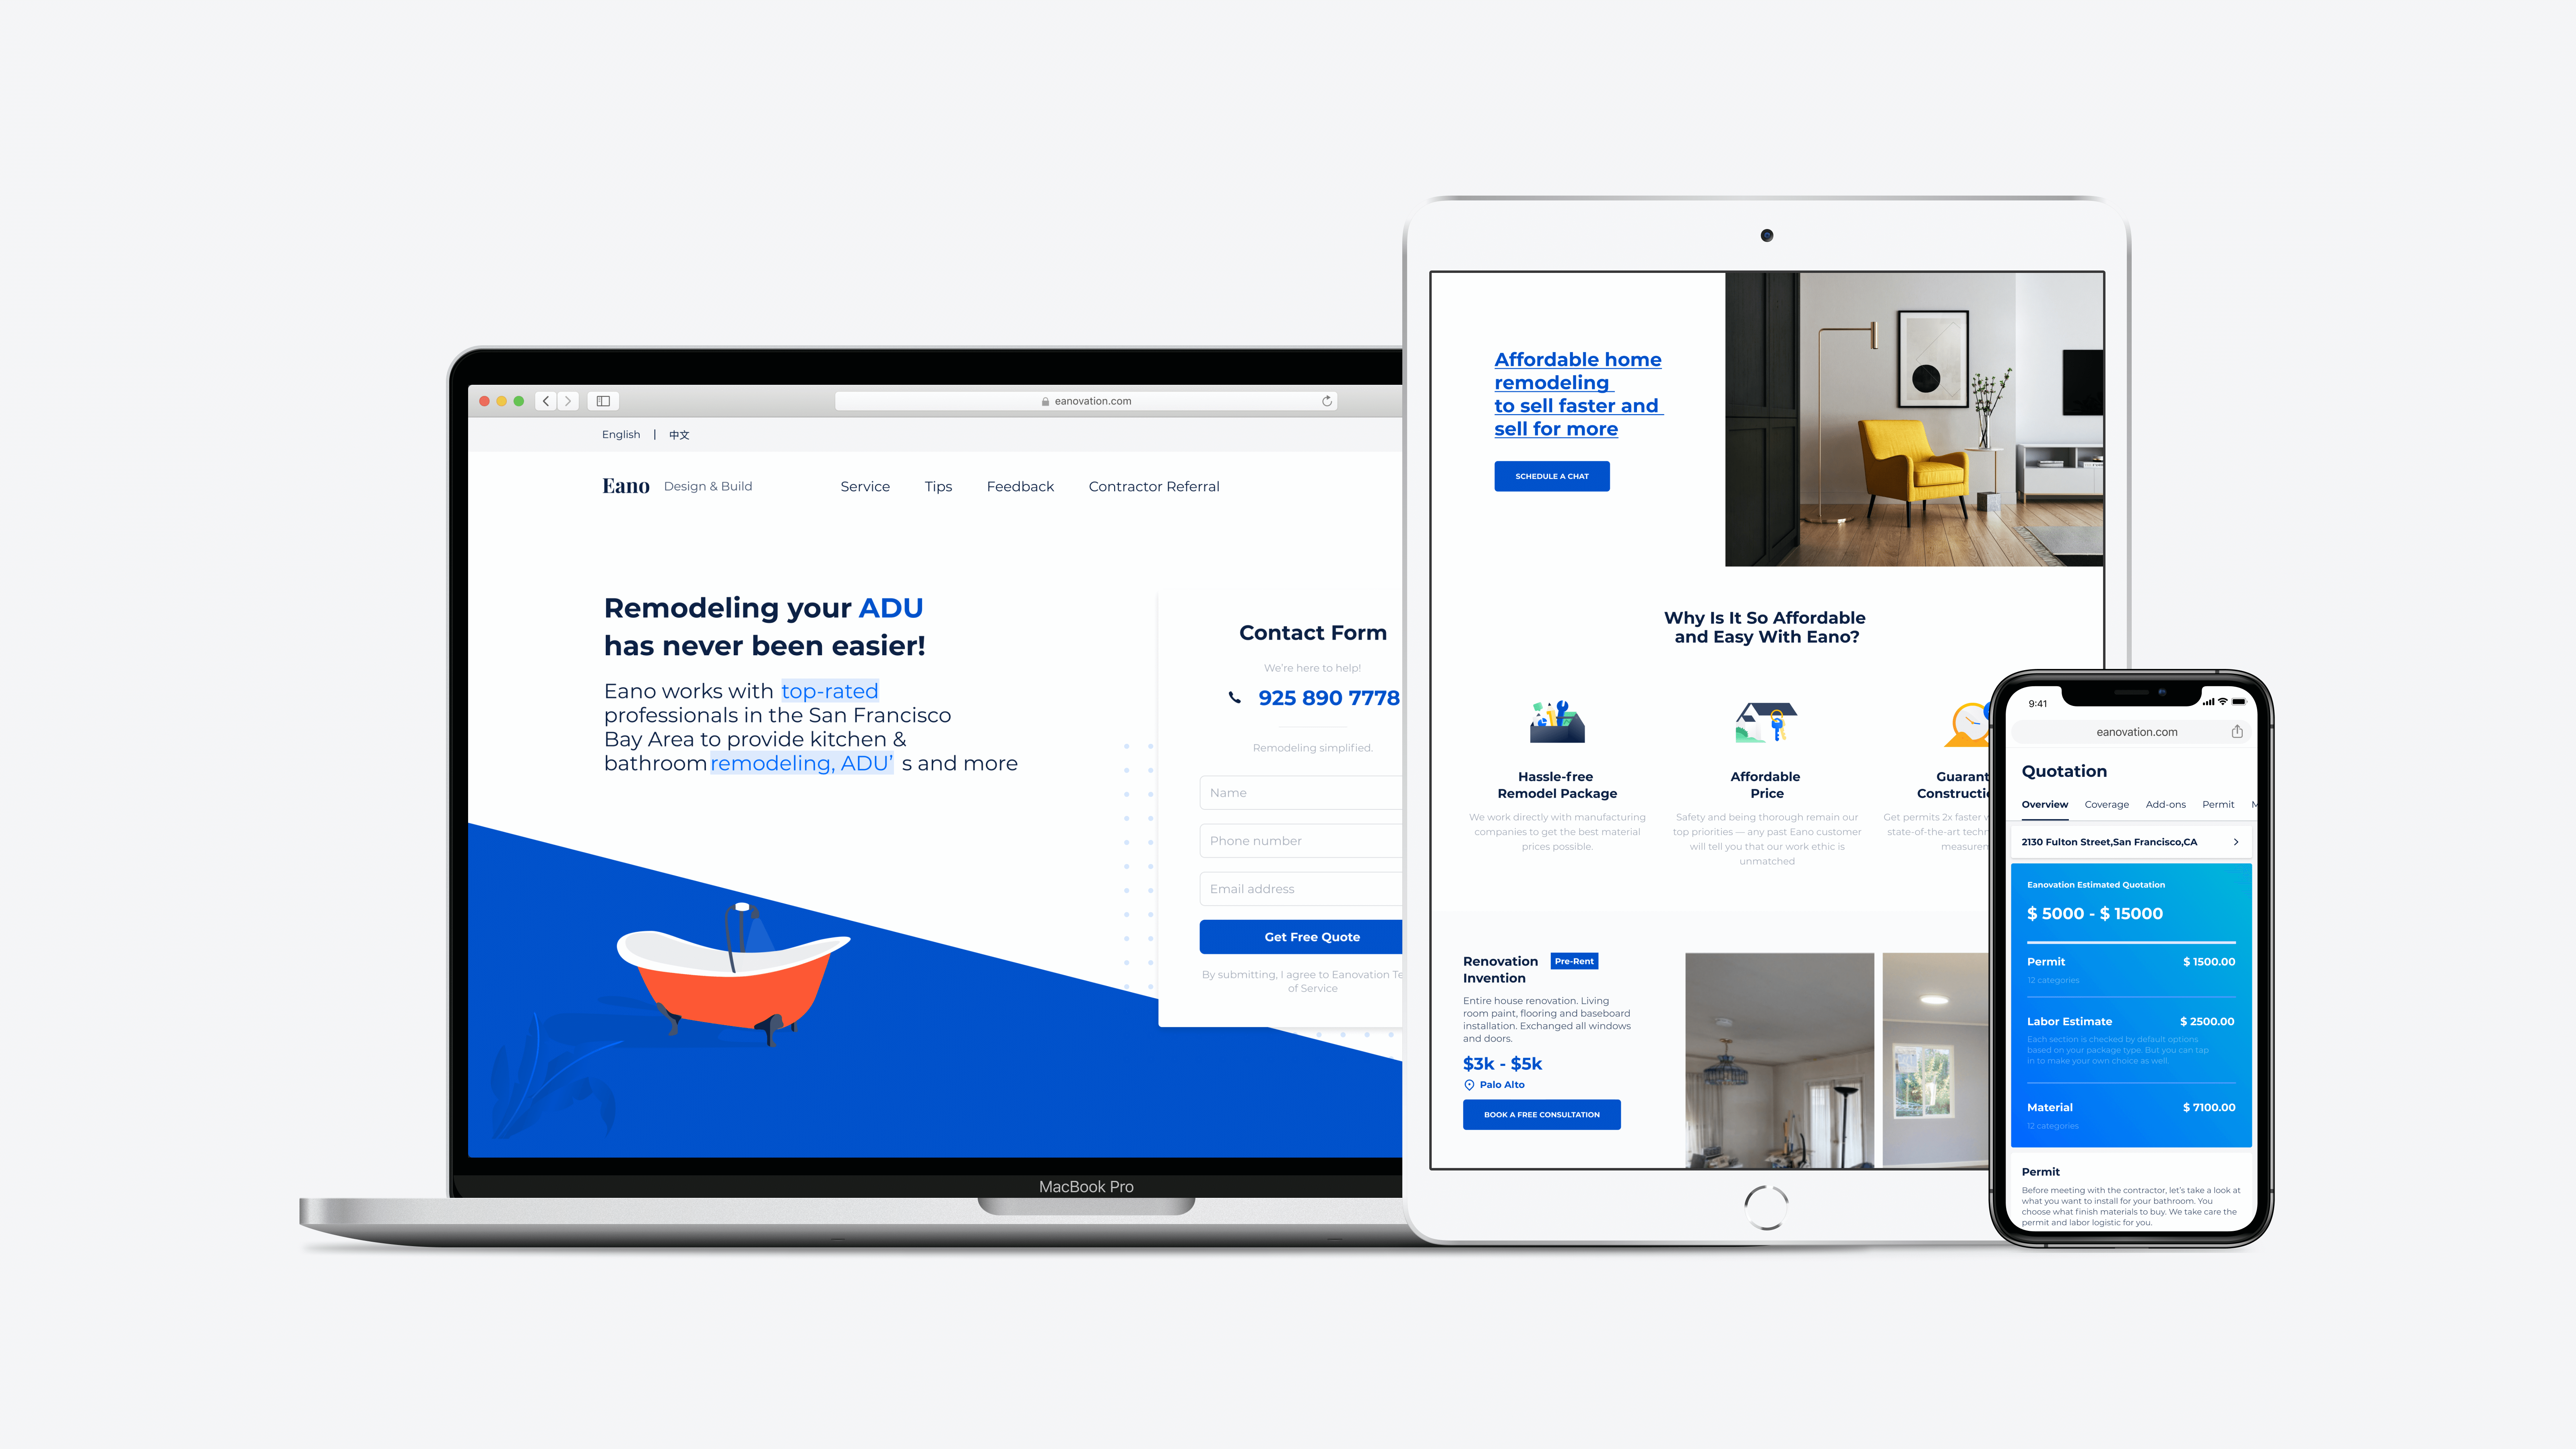 eanovation.com
English | 中文
Eano Design & Build
Service Tips Feedback Contractor Referral
Remodeling your ADU
has never been easier!
Eano works with top-rated
professionals in the San Francisco
Bay Area to provide kitchen &
bathroom remodeling, ADU’ s and more
Contact Form
We’re here to help!
925 890 7778
Remodeling simplified.
Name
Phone number
Email address
Get Free Quote
By submitting, I agree to Eanovation Te
of Service
MacBook Pro
Affordable home
remodeling
to sell faster and
sell for more
SCHEDULE A CHAT
Why Is It So Affordable
and Easy With Eano?
Hassle-free
Remodel Package
We work directly with manufacturing
companies to get the best material
prices possible.
Affordable
Price
Safety and being thorough remain our
top priorities — any past Eano customer
will tell you that our work ethic is
unmatched
Guarant
Constructi
Get permits 2x faster
state-of-the-art techn
measurem
Renovation Pre-Rent
Invention
Entire house renovation. Living
room paint, flooring and baseboard
installation. Exchanged all windows
and doors.
$3k - $5k
Palo Alto
BOOK A FREE CONSULTATION
9:41
eanovation.com
Quotation
Overview Coverage Add-ons Permit M
2130 Fulton Street,San Francisco,CA
Eanovation Estimated Quotation
$ 5000 - $ 15000
Permit $ 1500.00
12 categories
Labor Estimate $ 2500.00
Each section is checked by default options
based on your package type. But you can tap
in to make your own choice as well.
Material $ 7100.00
12 categories
Permit
Before meeting with the contractor, let’s take a look at
what you want to install for your bathroom. You
choose what finish materials to buy. We take care the
permit and labor logistic for you.